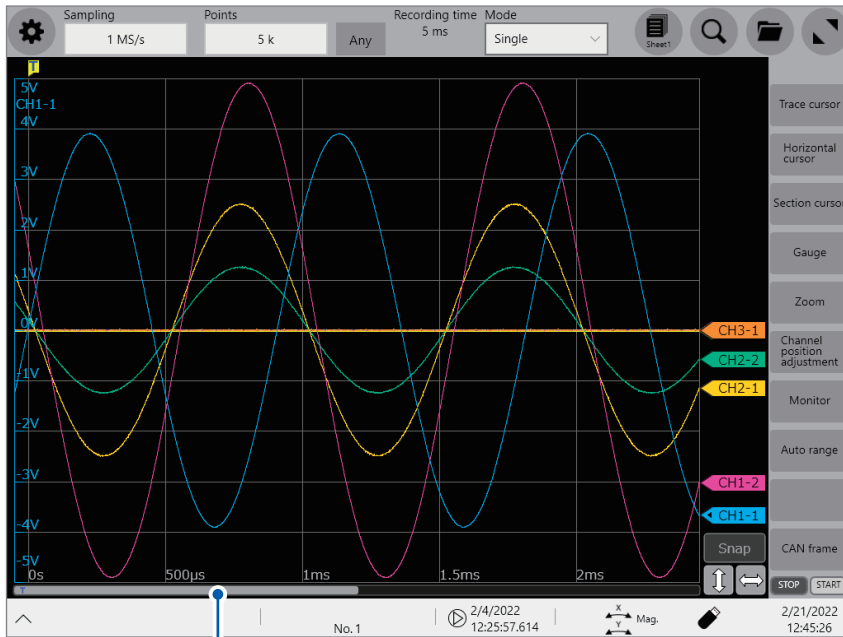 Sampling
Points
Recording time
Mode
1 MS/s
5 k
Any
5 ms
Single
Sheet1
T
5V
CH1-1
4V
3V
2V
1V
0V
-1V
-2V
-3V
-4V
-5V
0s
500µs
1ms
1.5ms
2ms
CH3-1
CH2-2
CH2-1
CH1-2
CH1-1
Snap
Trace cursor
Horizontal
cursor
Section cursor
Gauge
Zoom
Channel
position
adjustment
Monitor
Auto range
CAN frame
STOP
START
T
No. 1
2/4/2022
12:25:57.614
X
Y
Mag.
2/21/2022
12:45:26